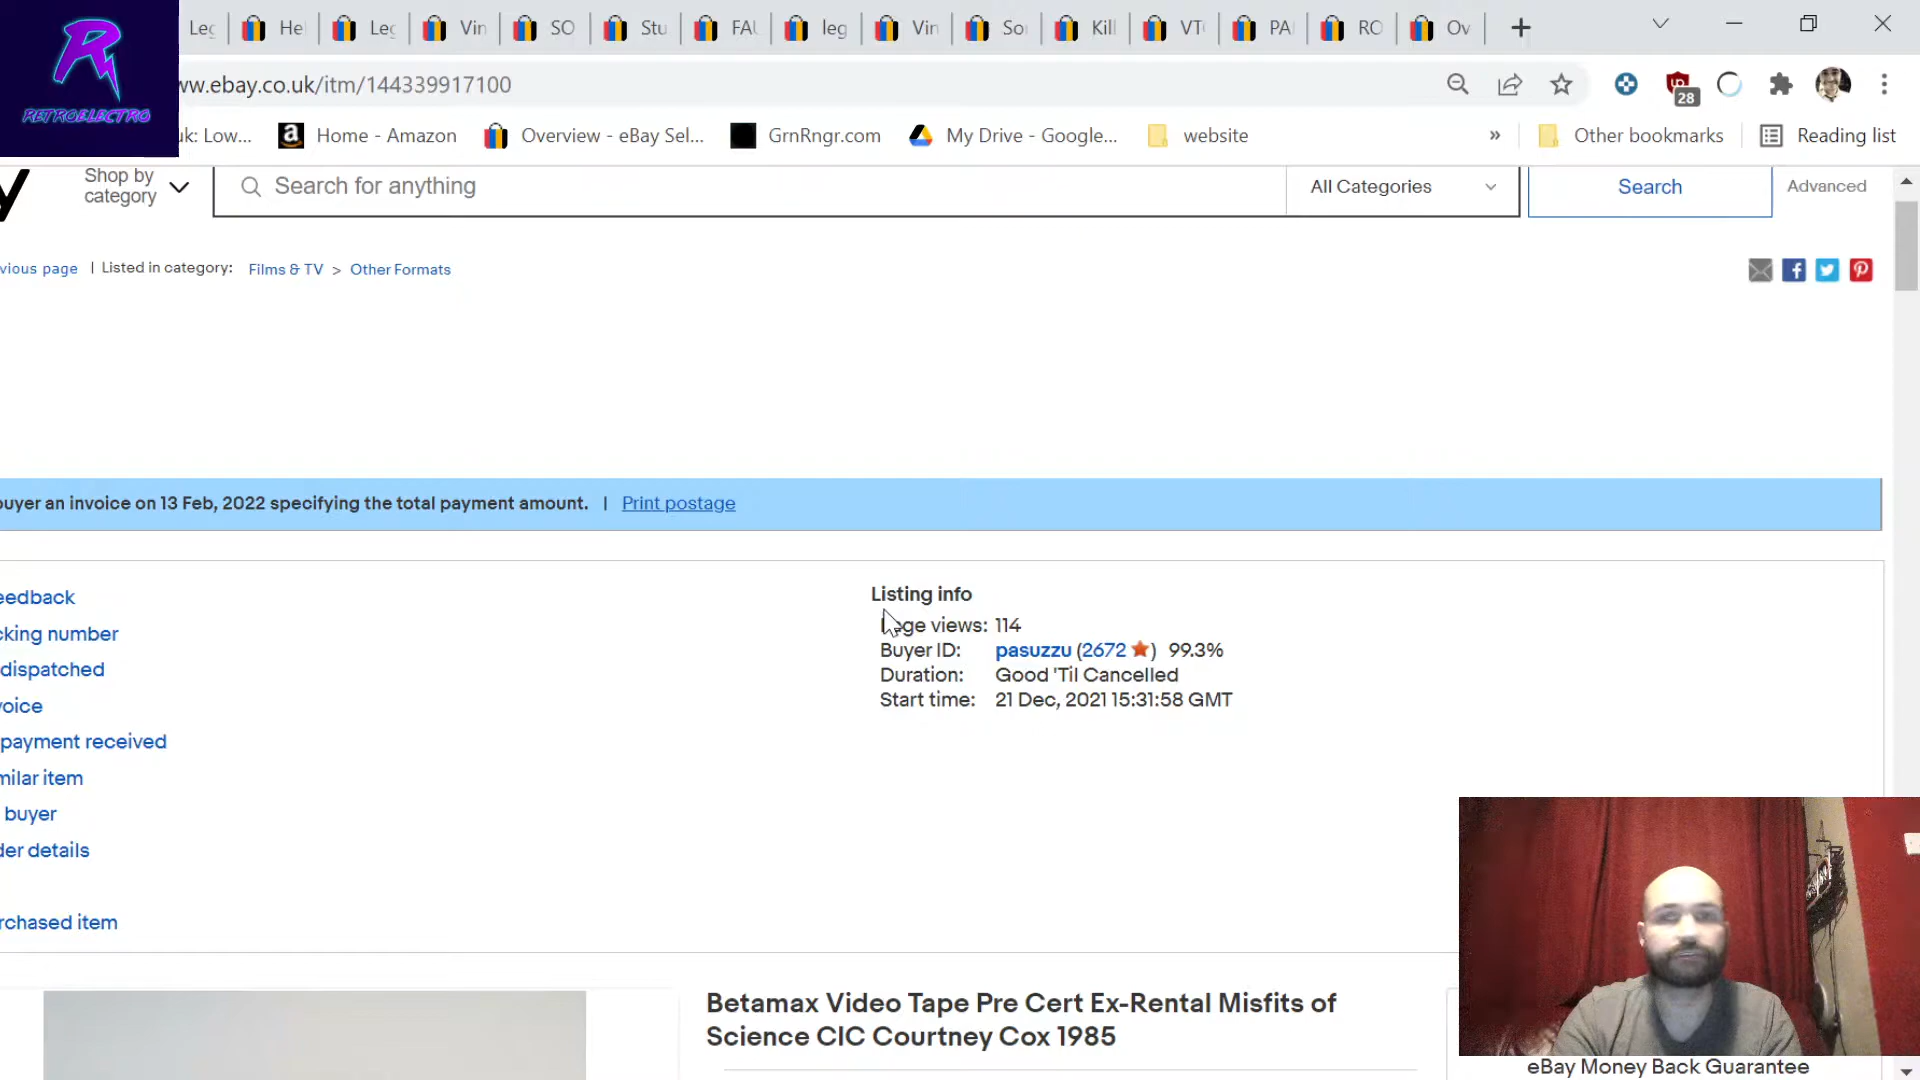 Leg
He
Leg
Vin
SO
Stu
FAU
leg
Vin
So
Kill
VT
PA
RO
Ov
R
RETROELECTRO
ww.ebay.co.uk/itm/144339917100
28
uk: Low...
Home - Amazon
Overview - eBay Sel...
GrnRngr.com
My Drive - Google...
website
»
Other bookmarks
Reading list
y
Shop by
category
Search for anything
All Categories
Search
Advanced
vious page | Listed in category: Films & TV > Other Formats
buyer an invoice on 13 Feb, 2022 specifying the total payment amount. | Print postage
eedback
cking number
dispatched
voice
payment received
milar item
buyer
der details
rchased item
Listing info
Page views: 114
Buyer ID: pasuzzu (2672 ★) 99.3%
Duration: Good 'Til Cancelled
Start time: 21 Dec, 2021 15:31:58 GMT
Betamax Video Tape Pre Cert Ex-Rental Misfits of
Science CIC Courtney Cox 1985
eBay Money Back Guarantee